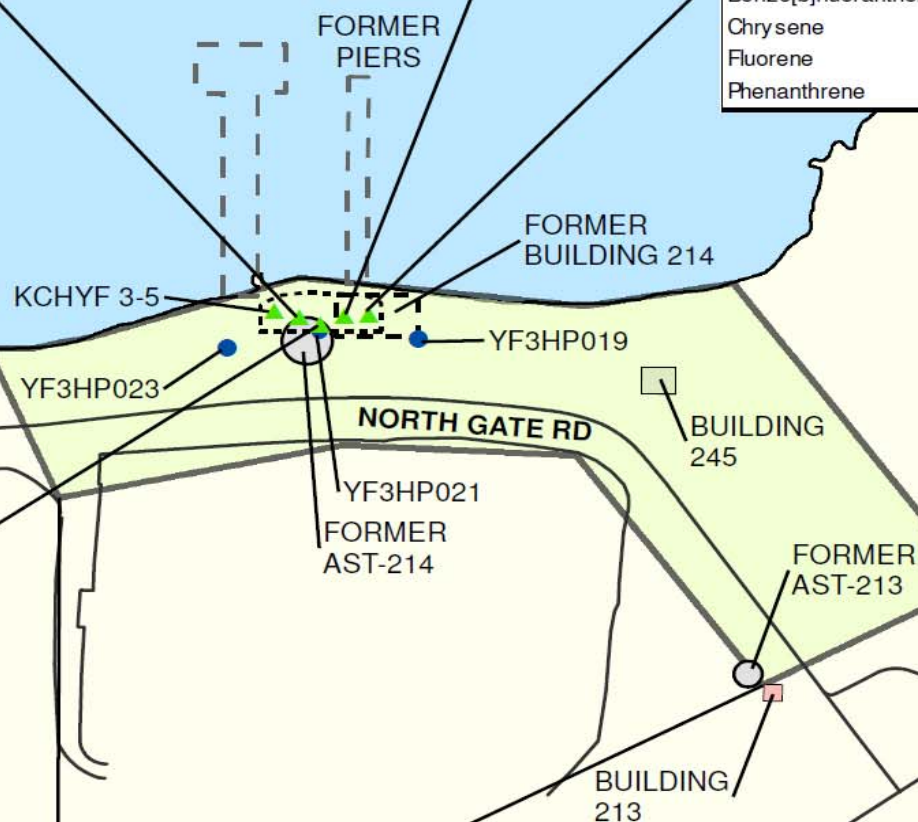 FORMER
PIERS
Chrysene
Fluorene
Phenanthrene
FORMER
BUILDING 214
KCHYF 3-5
YF3HP019
YF3HP023
NORTH GATE RD
BUILDING
245
YF3HP021
FORMER
AST-214
FORMER
AST-213
BUILDING
213